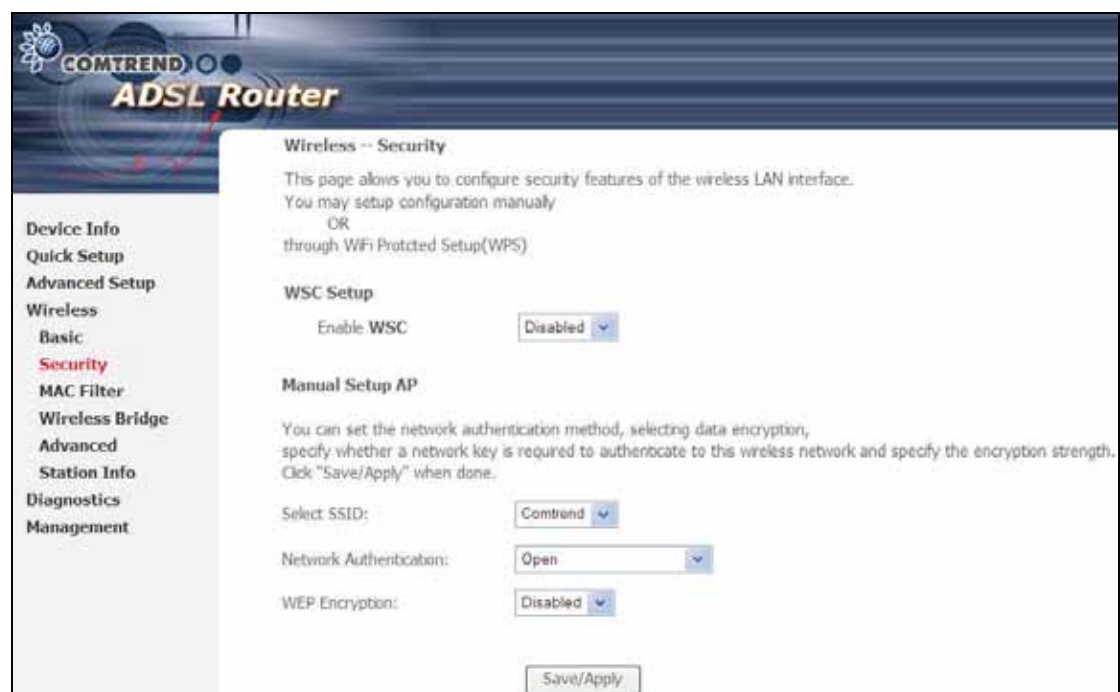 COMTREND
ADSL Router
Device Info
Quick Setup
Advanced Setup
Wireless
Basic
Security
MAC Filter
Wireless Bridge
Advanced
Station Info
Diagnostics
Management
Wireless -- Security
This page allows you to configure security features of the wireless LAN interface.
You may setup configuration manually
OR
through WiFi Protcted Setup(WPS)
WSC Setup
Enable WSC Disabled
Manual Setup AP
You can set the network authentication method, selecting data encryption,
specify whether a network key is required to authenticate to this wireless network and specify the encryption strength.
Click "Save/Apply" when done.
Select SSID: Comtrend
Network Authentication: Open
WEP Encryption: Disabled
Save/Apply